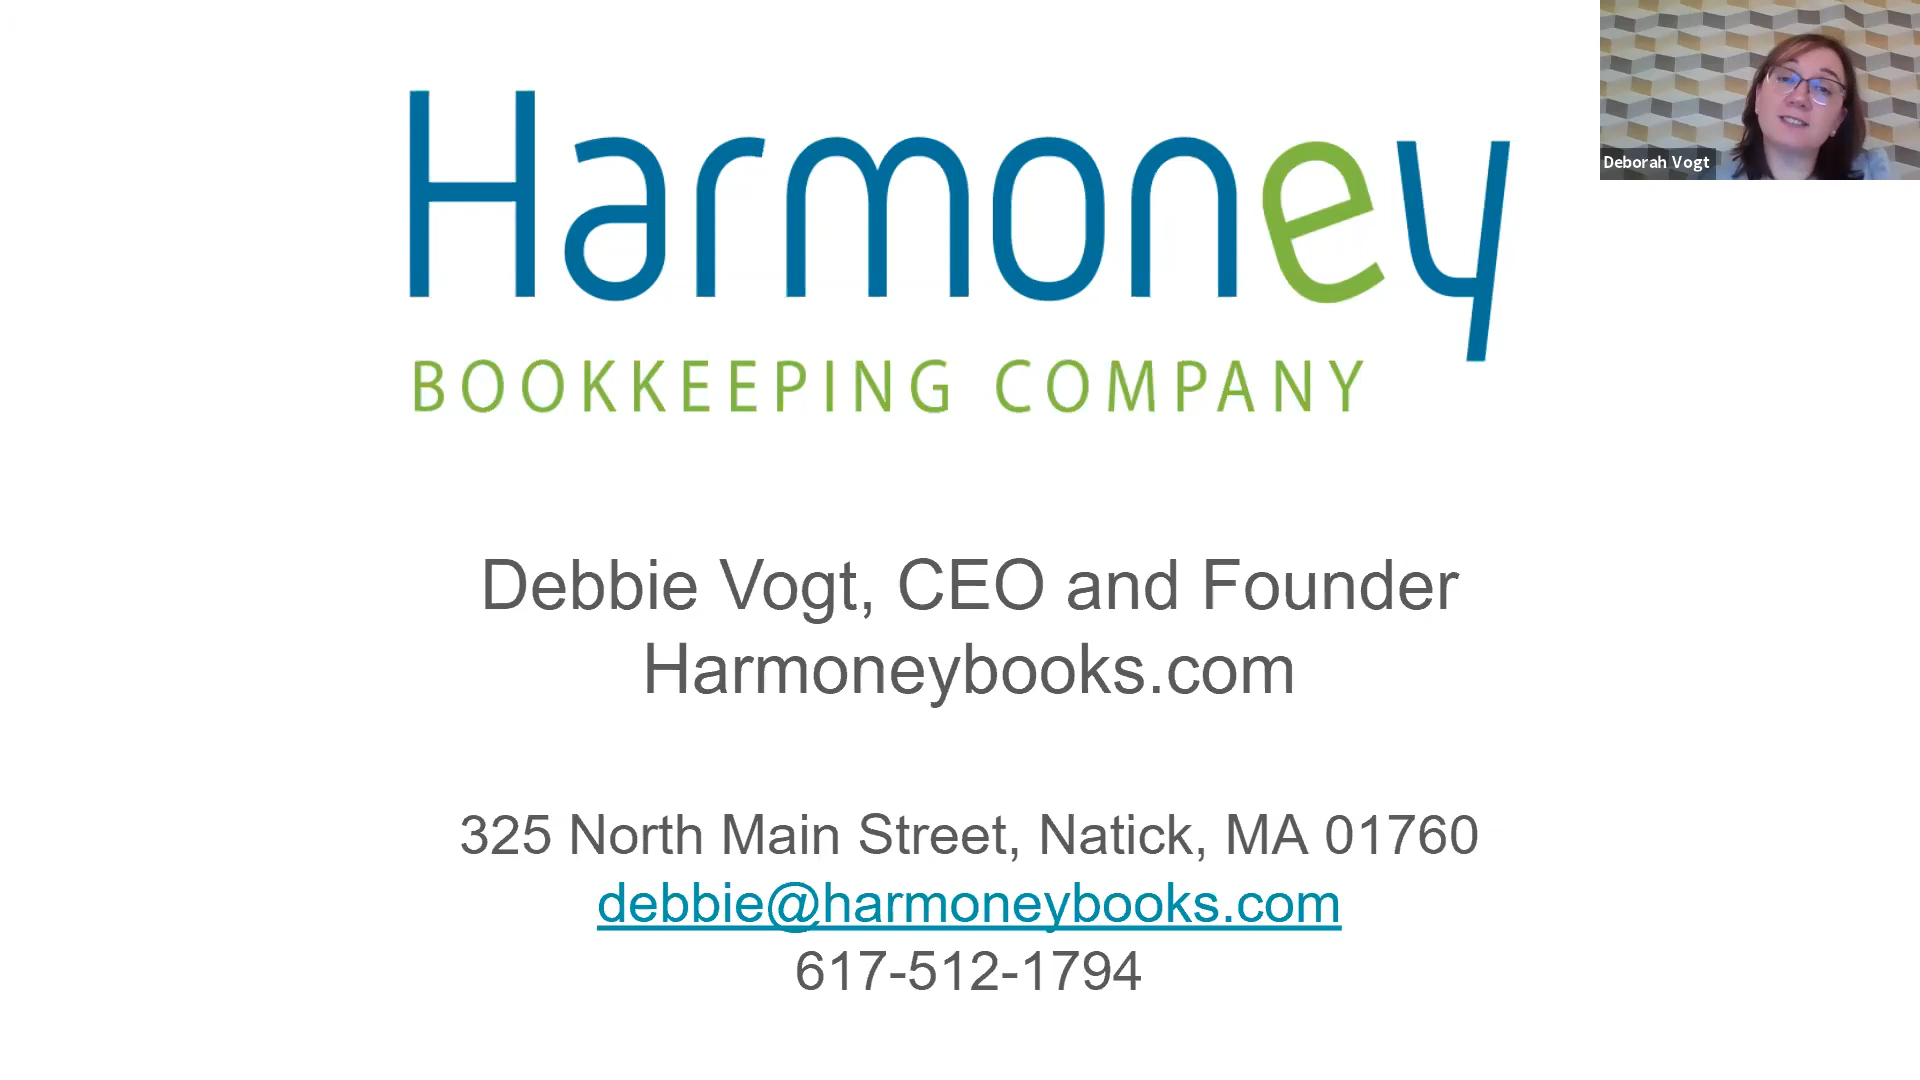 Harmoney
BOOKKEEPING COMPANY
Deborah Vogt
Debbie Vogt, CEO and Founder
Harmoneybooks.com
325 North Main Street, Natick, MA 01760
debbie@harmoneybooks.com
617-512-1794